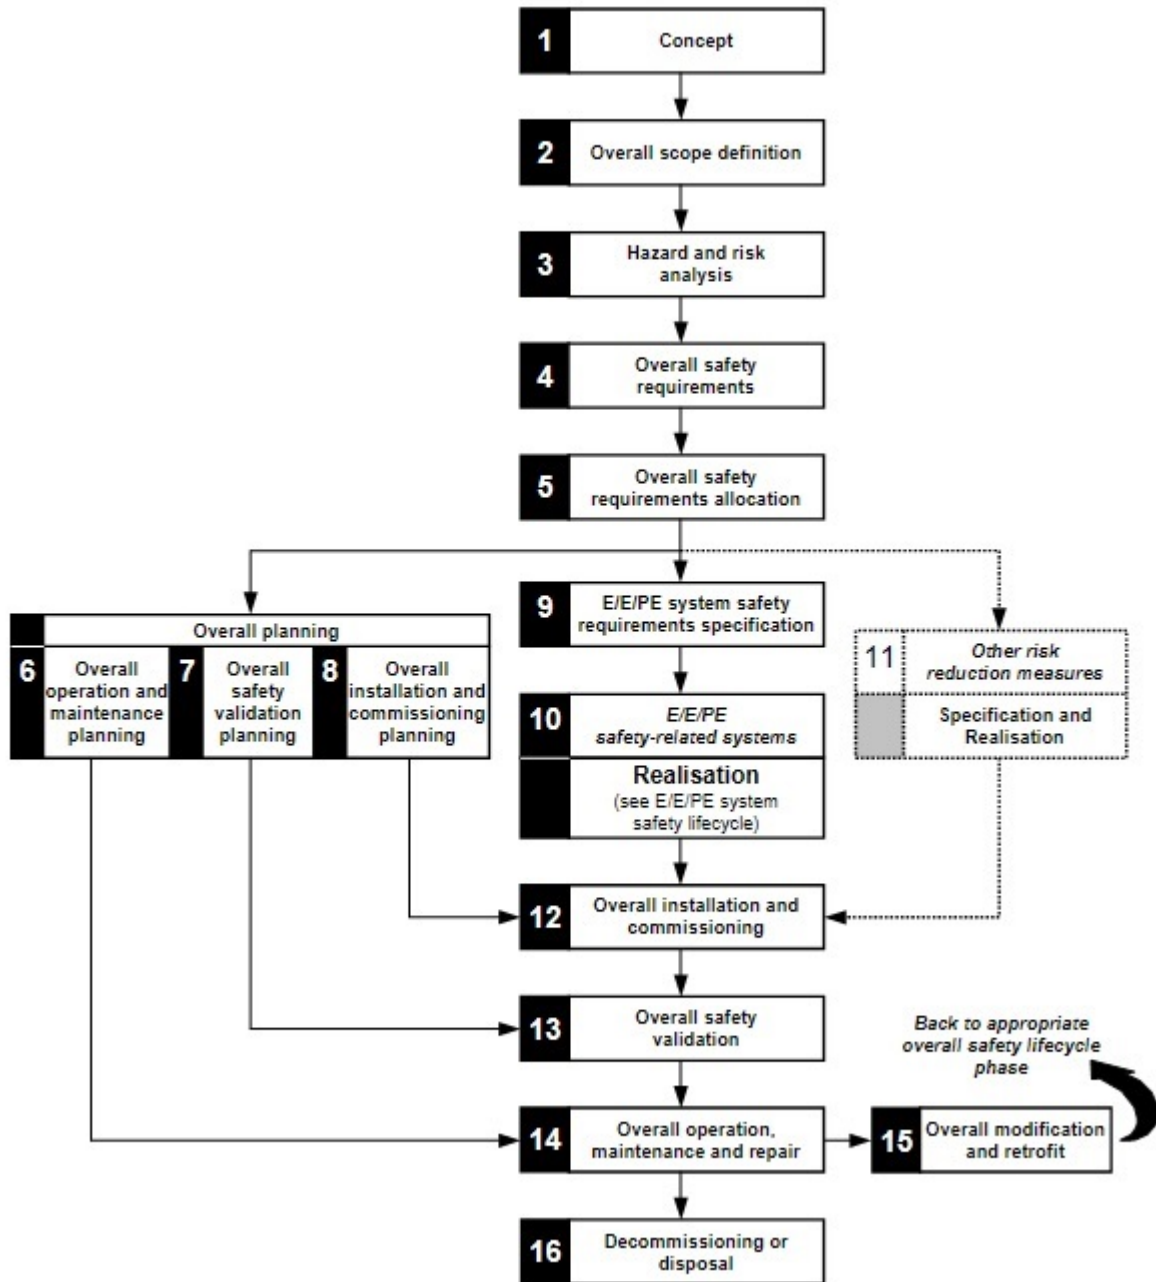 1
Concept
2
Overall scope definition
3
Hazard and risk
analysis
4
Overall safety
requirements
5
Overall safety
requirements allocation
Overall planning
6
Overall
operation and
maintenance
planning
7
Overall
safety
validation
planning
8
Overall
installation and
commissioning
planning
9
E/E/PE system safety
requirements specification
10
E/E/PE
safety-related systems
Realisation
(see E/E/PE system
safety lifecycle)
11
Other risk
reduction measures
Specification and
Realisation
12
Overall installation and
commissioning
13
Overall safety
validation
14
Overall operation,
maintenance and repair
Back to appropriate
overall safety lifecycle
phase
15
Overall modification
and retrofit
16
Decommissioning or
disposal